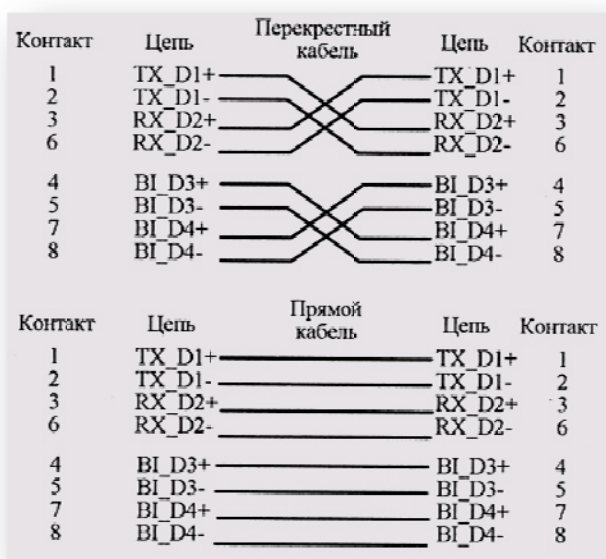 Перекрестный
Контакт Цепь кабель Цепь Контакт
1 TX_D1+ TX_D1+ 1
2 TX_D1- TX_D1- 2
3 RX_D2+ RX_D2+ 3
6 RX_D2- RX_D2- 6
4 BI_D3+ BI_D3+ 4
5 BI_D3- BI_D3- 5
7 BI_D4+ BI_D4+ 7
8 BI_D4- BI_D4- 8
Прямой
Контакт Цепь кабель Цепь Контакт
1 TX_D1+ TX_D1+ 1
2 TX_D1- TX_D1- 2
3 RX_D2+ RX_D2+ 3
6 RX_D2- RX_D2- 6
4 BI_D3+ BI_D3+ 4
5 BI_D3- BI_D3- 5
7 BI_D4+ BI_D4+ 7
8 BI_D4- BI_D4- 8